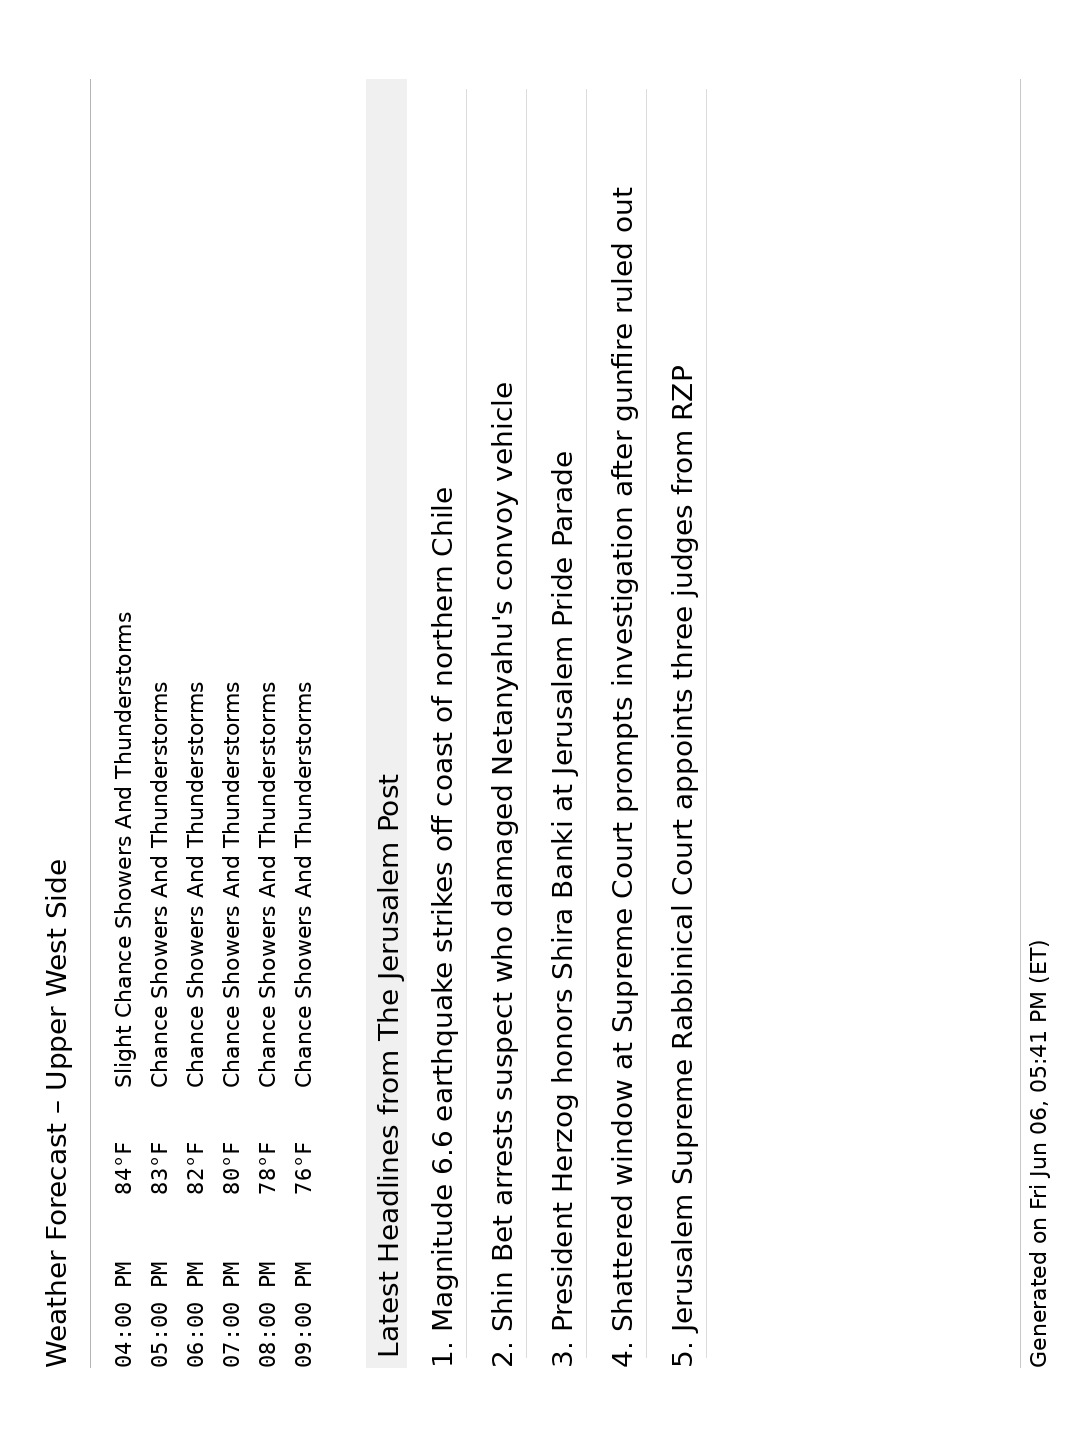 Weather Forecast – Upper West Side
04:00 PM 84°F Slight Chance Showers And Thunderstorms
05:00 PM 83°F Chance Showers And Thunderstorms
06:00 PM 82°F Chance Showers And Thunderstorms
07:00 PM 80°F Chance Showers And Thunderstorms
08:00 PM 78°F Chance Showers And Thunderstorms
09:00 PM 76°F Chance Showers And Thunderstorms
Latest Headlines from The Jerusalem Post
1. Magnitude 6.6 earthquake strikes off coast of northern Chile
2. Shin Bet arrests suspect who damaged Netanyahu's convoy vehicle
3. President Herzog honors Shira Banki at Jerusalem Pride Parade
4. Shattered window at Supreme Court prompts investigation after gunfire ruled out
5. Jerusalem Supreme Rabbinical Court appoints three judges from RZP
Generated on Fri Jun 06, 05:41 PM (ET)